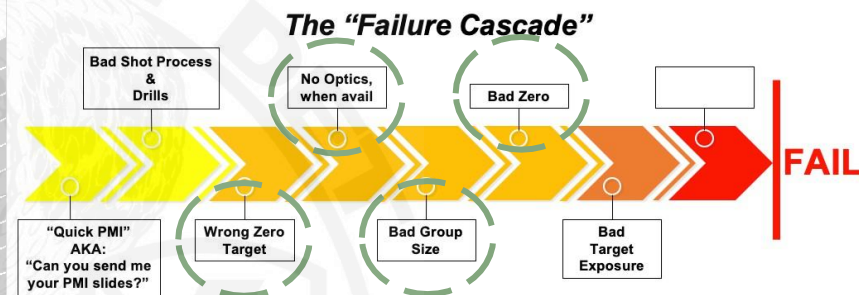 The “Failure Cascade”
Bad Shot Process
&
Drills
No Optics,
when avail
Bad Zero
FAIL
“Quick PMI”
AKA:
“Can you send me
your PMI slides?”
Wrong Zero
Target
Bad Group
Size
Bad
Target
Exposure